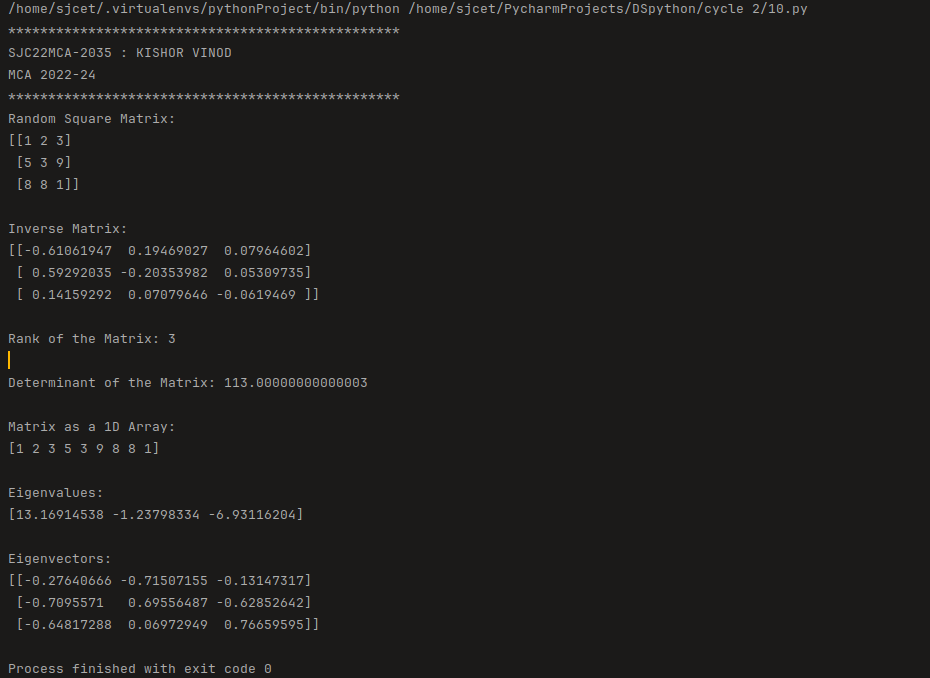 /home/sjcet/.virtualenvs/pythonProject/bin/python /home/sjcet/PycharmProjects/DSpython/cycle 2/10.py
*************************************************
SJC22MCA-2035 : KISHOR VINOD
MCA 2022-24
*************************************************
Random Square Matrix:
[[1 2 3]
 [5 3 9]
 [8 8 1]]

Inverse Matrix:
[[-0.61061947  0.19469027  0.07964602]
 [ 0.59292035 -0.20353982  0.05309735]
 [ 0.14159292  0.07079646 -0.0619469 ]]

Rank of the Matrix: 3

Determinant of the Matrix: 113.00000000000003

Matrix as a 1D Array:
[1 2 3 5 3 9 8 8 1]

Eigenvalues:
[13.16914538 -1.23798334 -6.93116204]

Eigenvectors:
[[-0.27640666 -0.71507155 -0.13147317]
 [-0.7095571   0.69556487 -0.62852642]
 [-0.64817288  0.06972949  0.76659595]]

Process finished with exit code 0